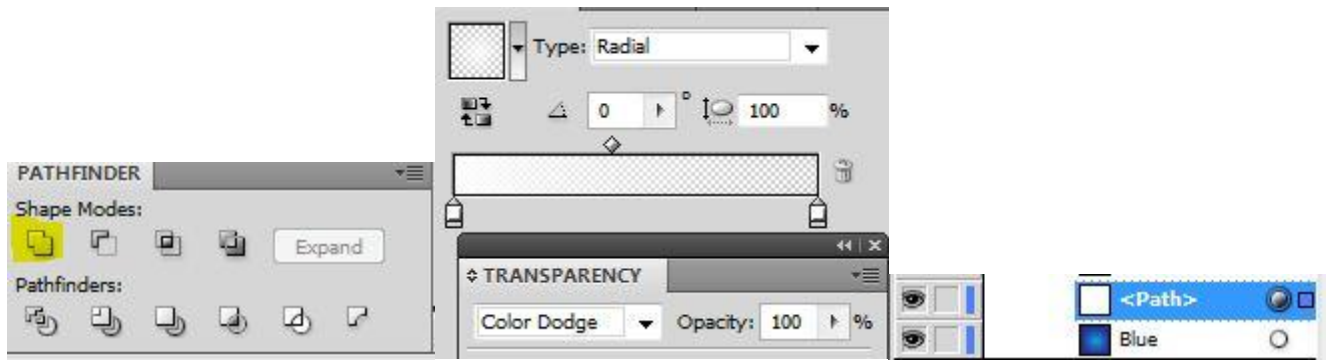 PATHFINDER
Shape Modes:
Expand
Pathfinders:
Type: Radial
0 ° 100 %
TRANSPARENCY
Color Dodge Opacity: 100 %
<Path>
Blue